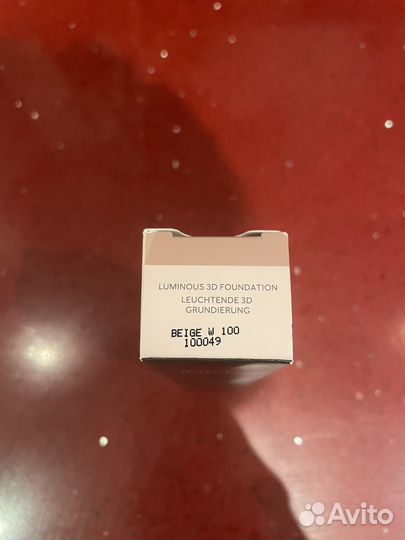 LUMINOUS 3D FOUNDATION
LEUCHTENDE 3D
GRUNDIERUNG
BEIGE W 100
100049
Avito